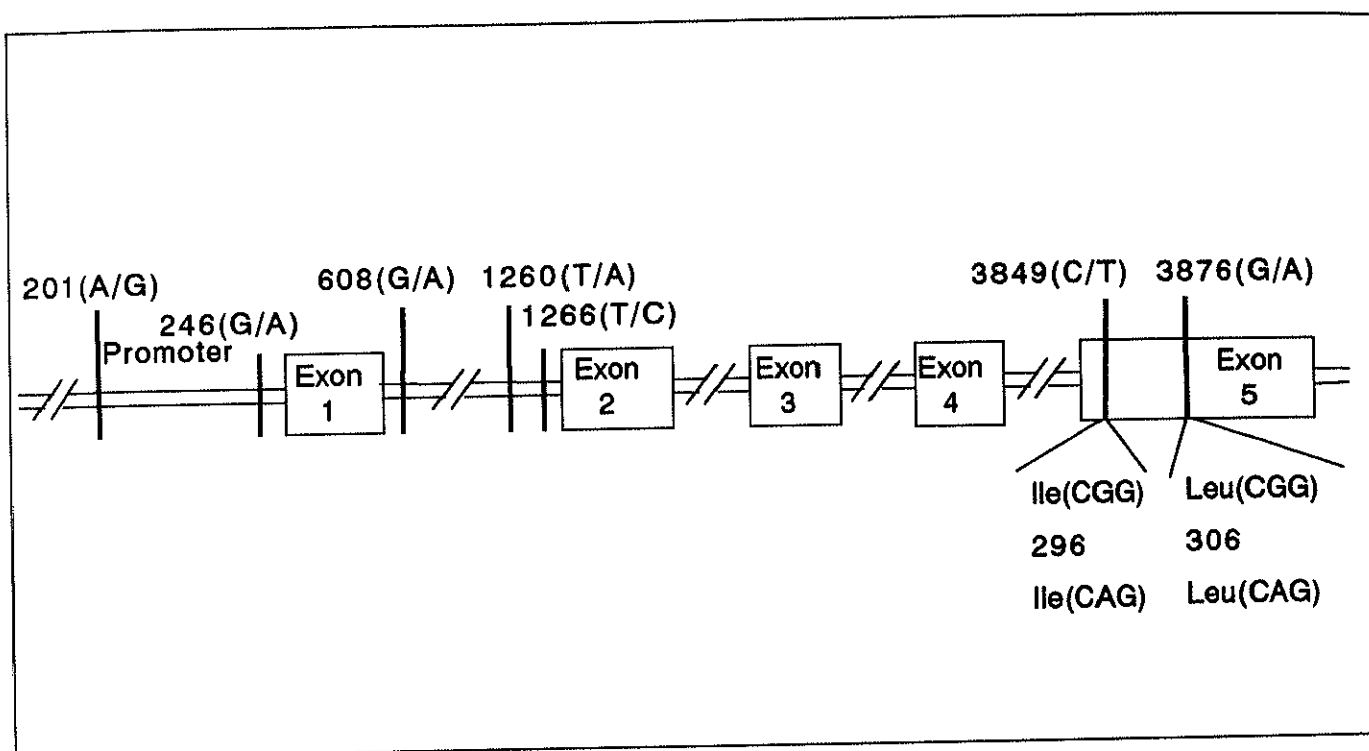 201(A/G)
246(G/A)
Promoter
608(G/A)
1260(T/A)
1266(T/C)
3849(C/T)
3876(G/A)
Exon
1
Exon
2
Exon
3
Exon
4
Exon
5
Ile(CGG)
296
Ile(CAG)
Leu(CGG)
306
Leu(CAG)